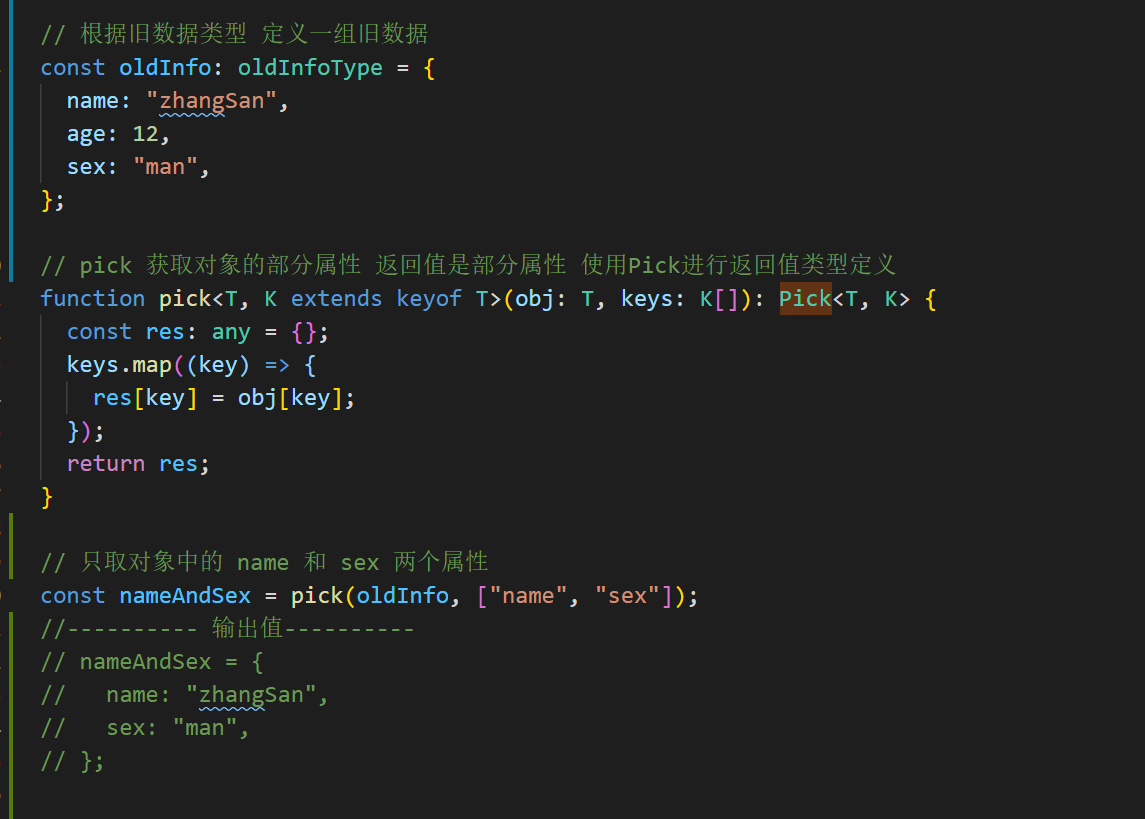 // 根据旧数据类型 定义一组旧数据
const oldInfo: oldInfoType = {
  name: "zhangSan",
  age: 12,
  sex: "man",
};
// pick 获取对象的部分属性 返回值是部分属性 使用Pick进行返回值类型定义
function pick<T, K extends keyof T>(obj: T, keys: K[]): Pick<T, K> {
  const res: any = {};
  keys.map((key) => {
    res[key] = obj[key];
  });
  return res;
}
// 只取对象中的 name 和 sex 两个属性
const nameAndSex = pick(oldInfo, ["name", "sex"]);
//---------- 输出值----------
// nameAndSex = {
//   name: "zhangSan",
//   sex: "man",
// };